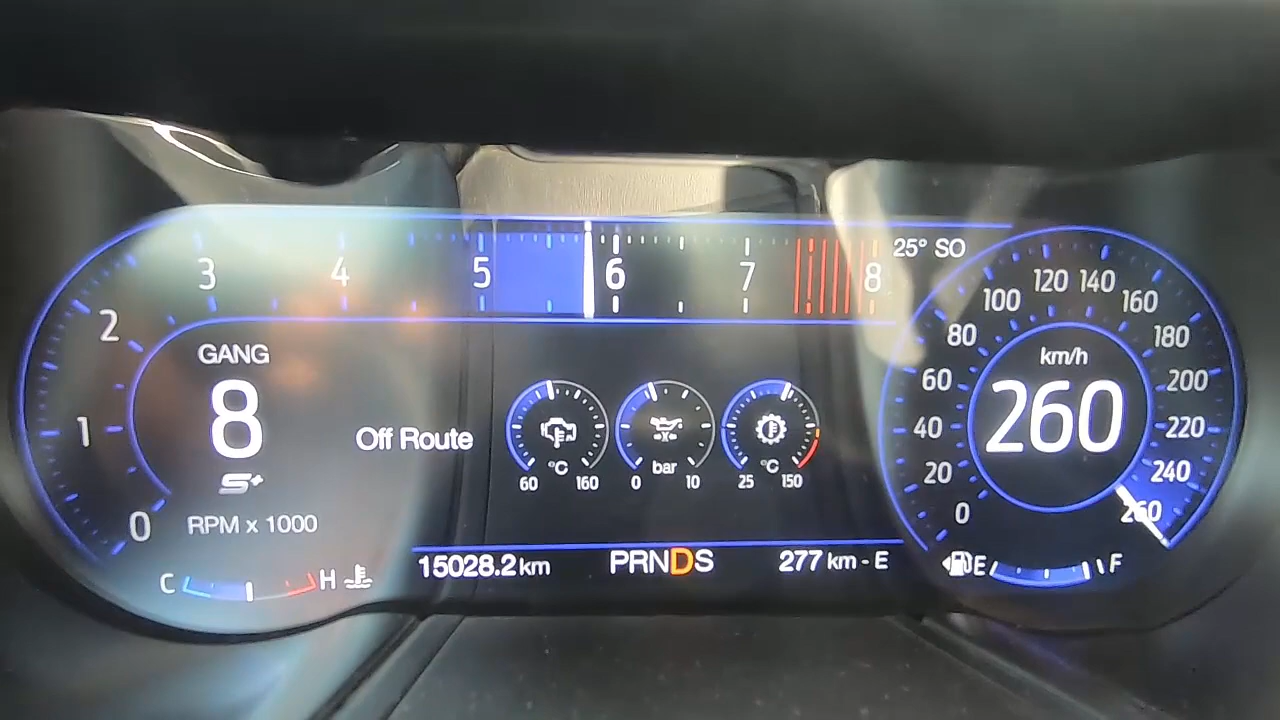 0 1 2 3 4 5 6 7 8
25° SO
GANG
8
S+
RPM x 1000
C H
Off Route
°C
60 160
bar
0 10
°C
25 150
15028.2 km
PRNDS
277 km - E
0 20 40 60 80 100 120 140 160 180 200 220 240 260
km/h
260
E F